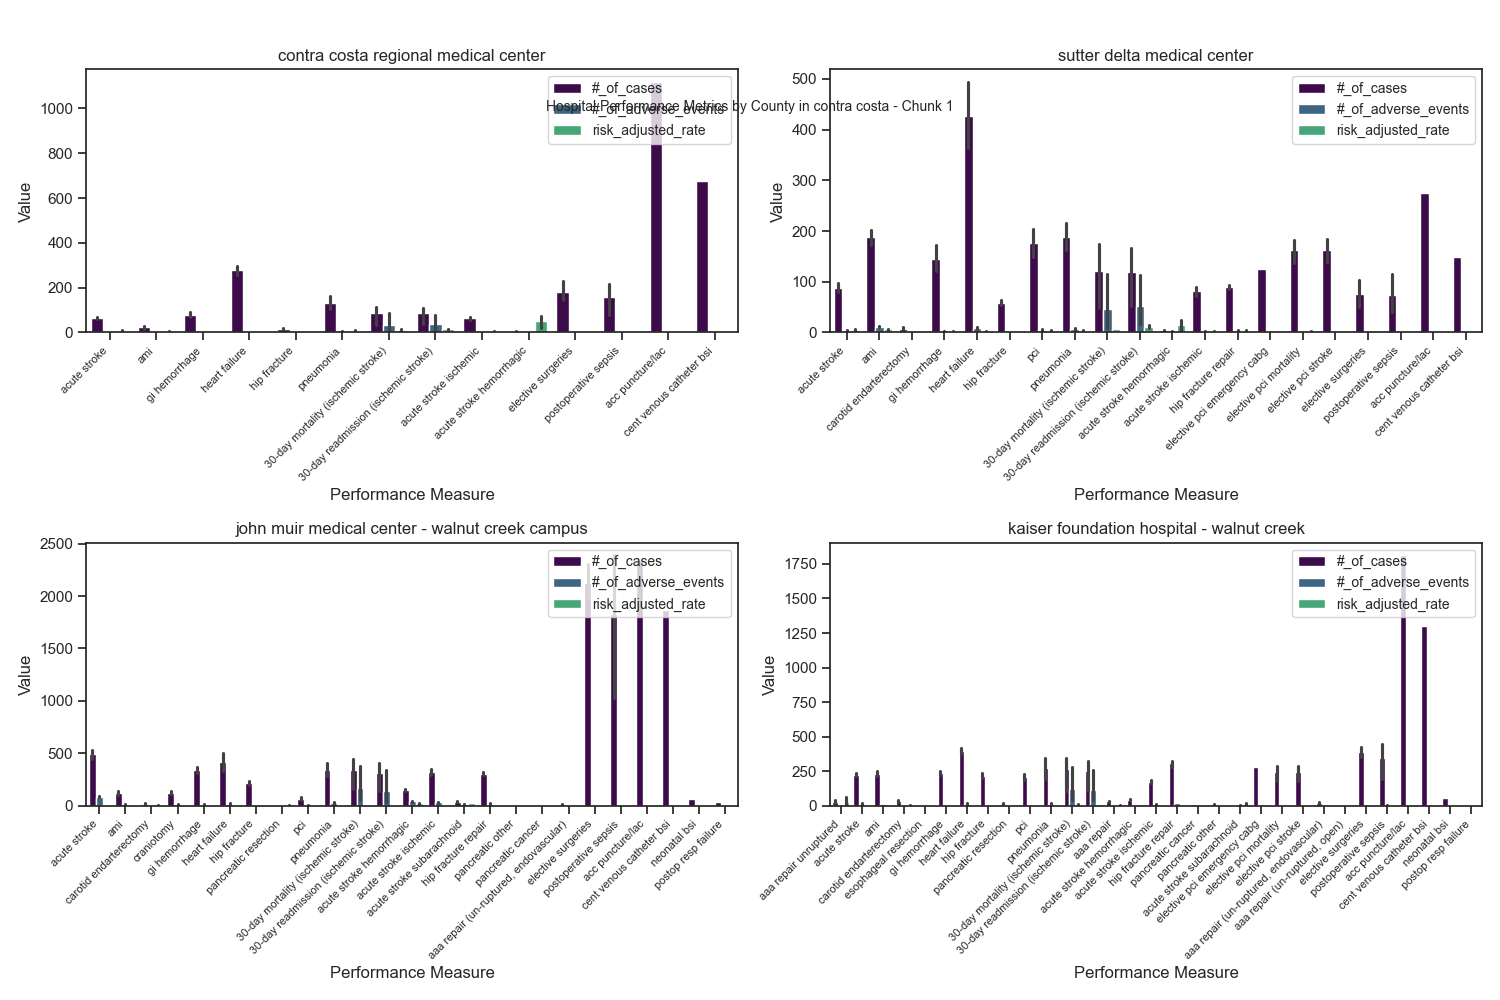 contra costa regional medical center
sutter delta medical center
Hospital Performance Metrics by County in contra costa - Chunk 1
#_of_cases
#_of_adverse_events
risk_adjusted_rate
Value
1000
800
600
400
200
0
acute stroke
ami
gi hemorrhage
heart failure
hip fracture
pneumonia
30-day mortality (ischemic stroke)
30-day readmission (ischemic stroke)
acute stroke ischemic
acute stroke hemorrhagic
elective surgeries
postoperative sepsis
acc puncture/lac
cent venous catheter bsi
Performance Measure
#_of_cases
#_of_adverse_events
risk_adjusted_rate
Value
500
400
300
200
100
0
acute stroke
ami
carotid endarterectomy
gi hemorrhage
heart failure
hip fracture
pci
pneumonia
30-day mortality (ischemic stroke)
30-day readmission (ischemic stroke)
acute stroke hemorrhagic
acute stroke ischemic
hip fracture repair
elective pci emergency cabg
elective pci mortality
elective pci stroke
elective surgeries
postoperative sepsis
acc puncture/lac
cent venous catheter bsi
Performance Measure
john muir medical center - walnut creek campus
#_of_cases
#_of_adverse_events
risk_adjusted_rate
Value
2500
2000
1500
1000
500
0
acute stroke
ami
carotid endarterectomy
craniotomy
gi hemorrhage
heart failure
hip fracture
pancreatic resection
pci
pneumonia
30-day mortality (ischemic stroke)
30-day readmission (ischemic stroke)
acute stroke hemorrhagic
acute stroke ischemic
acute stroke subarachnoid
hip fracture repair
pancreatic other
pancreatic cancer
aaa repair (un-ruptured, endovascular)
elective surgeries
postoperative sepsis
acc puncture/lac
cent venous catheter bsi
neonatal bsi
postop resp failure
Performance Measure
kaiser foundation hospital - walnut creek
#_of_cases
#_of_adverse_events
risk_adjusted_rate
Value
1750
1500
1250
1000
750
500
250
0
aaa repair unruptured
acute stroke
ami
carotid endarterectomy
esophageal resection
gi hemorrhage
heart failure
hip fracture
pancreatic resection
pci
pneumonia
30-day mortality (ischemic stroke)
30-day readmission (ischemic stroke)
aaa repair
acute stroke hemorrhagic
acute stroke ischemic
hip fracture repair
pancreatic cancer
pancreatic other
acute stroke subarachnoid
elective pci emergency cabg
elective pci mortality
elective pci stroke
aaa repair (un-ruptured, endovascular)
aaa repair (un-ruptured, open)
elective surgeries
postoperative sepsis
acc puncture/lac
cent venous catheter bsi
neonatal bsi
postop resp failure
Performance Measure